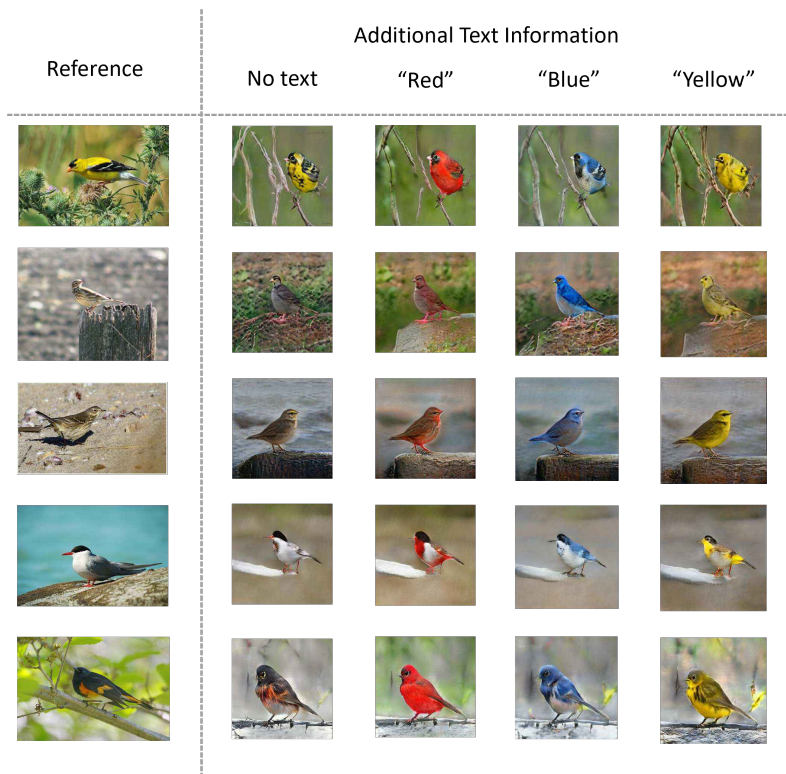 Additional Text Information
Reference
No text
“Red”
“Blue”
“Yellow”